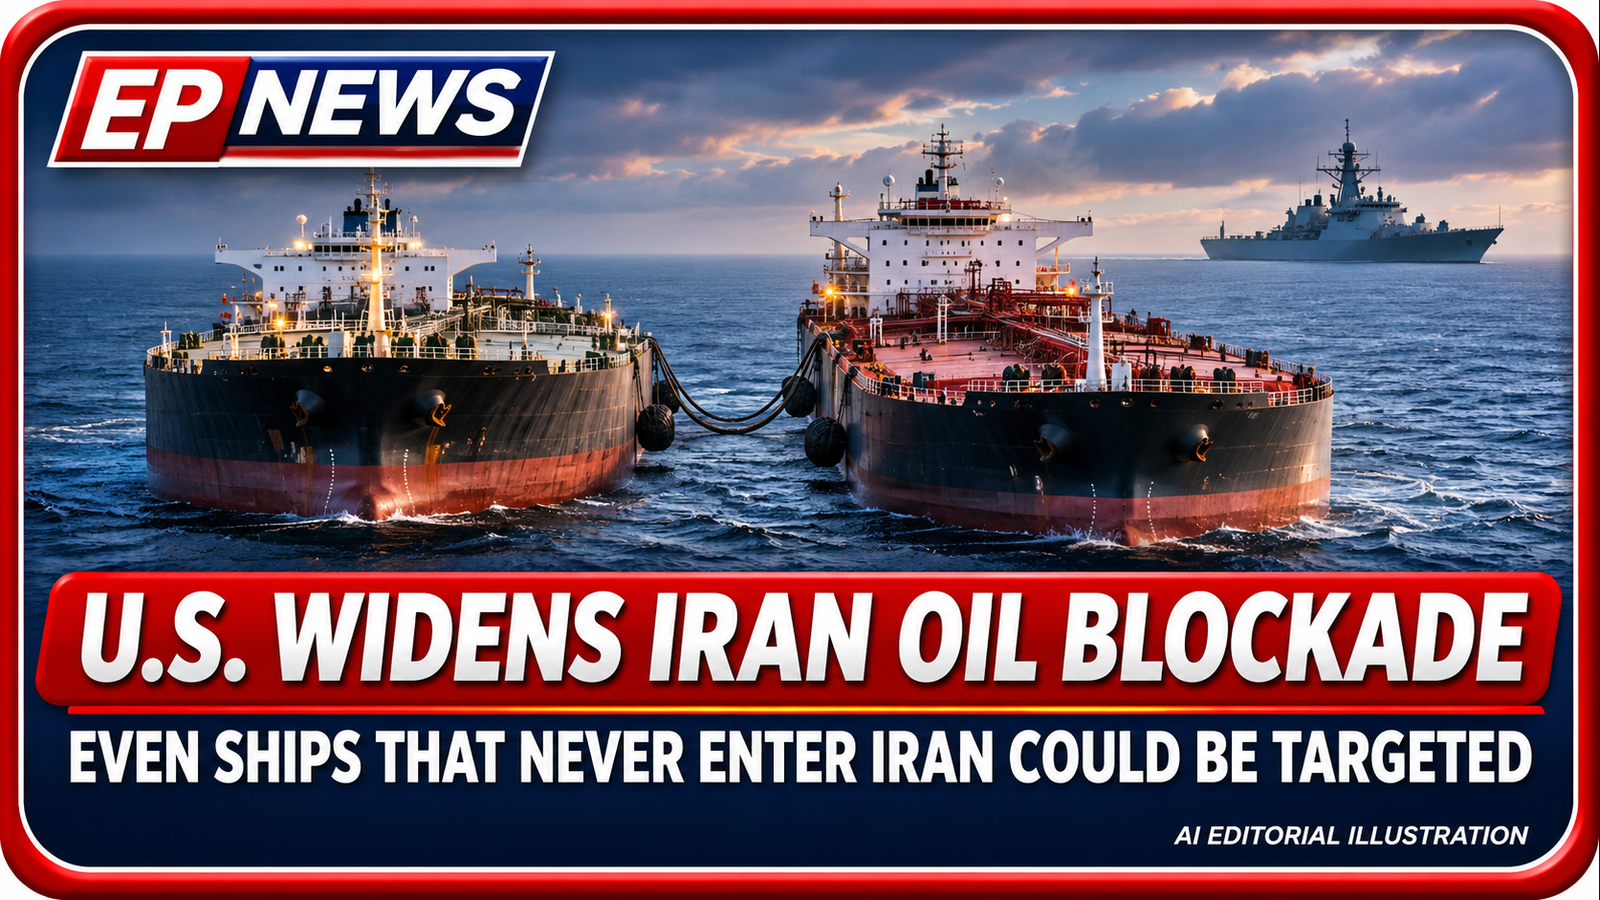 EP NEWS
U.S. WIDENS IRAN OIL BLOCKADE
EVEN SHIPS THAT NEVER ENTER IRAN COULD BE TARGETED
AI EDITORIAL ILLUSTRATION